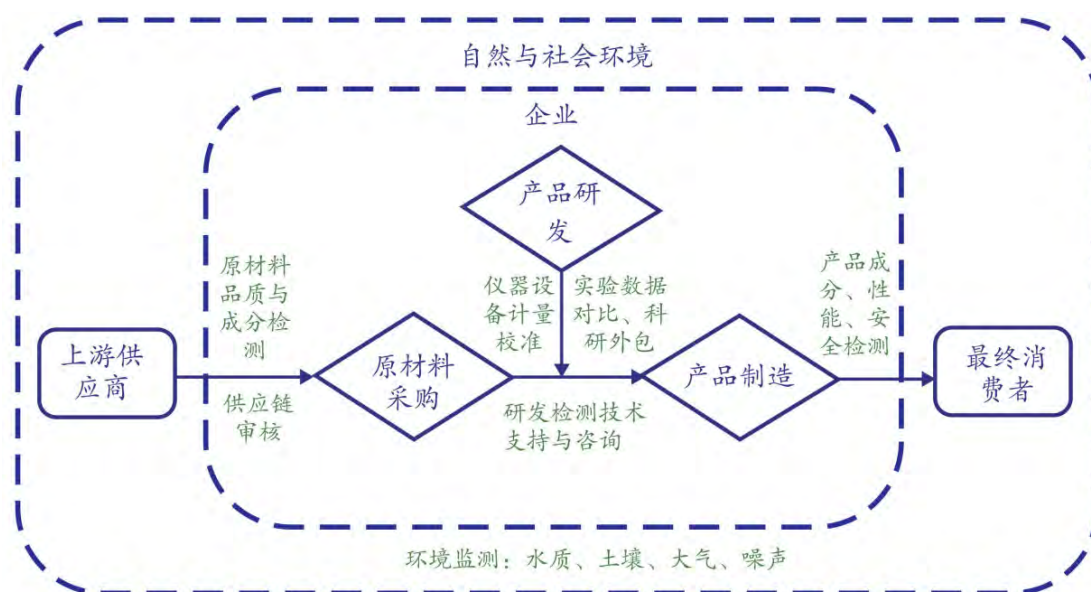 自然与社会环境
企业
产品研
发
原材料
品质与
成分检
测
仪器设
备计量
校准
实验数据
对比、科
研外包
产品成
分、性
能、安
全检测
上游供
应商
原材料
采购
产品制造
最终消
费者
供应链
审核
研发检测技术
支持与咨询
环境监测：水质、土壤、大气、噪声